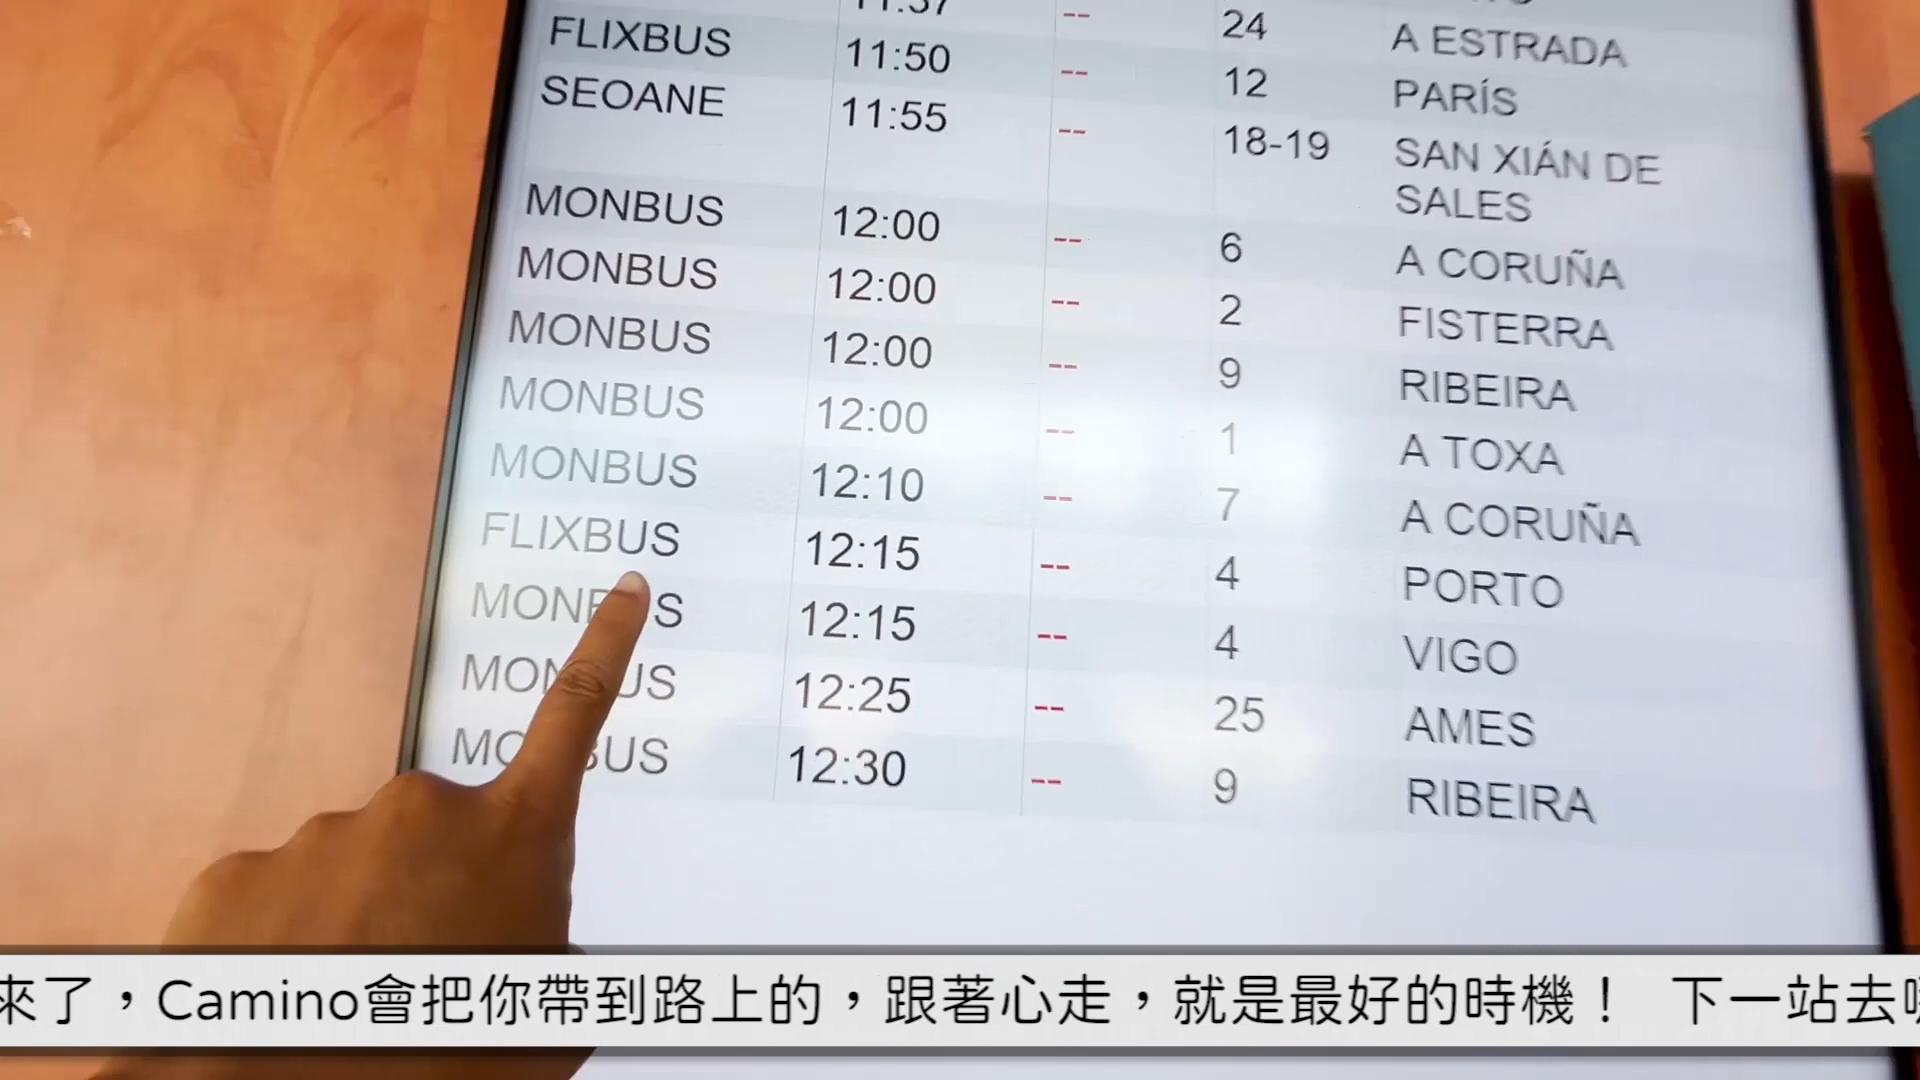 24 A ESTRADA
FLIXBUS 11:50 -- 12 PARÍS
SEOANE 11:55 -- 18-19 SAN XIÁN DE
SALES
MONBUS 12:00 -- 6 A CORUÑA
MONBUS 12:00 -- 2 FISTERRA
MONBUS 12:00 -- 9 RIBEIRA
MONBUS 12:00 -- 1 A TOXA
MONBUS 12:10 -- 7 A CORUÑA
FLIXBUS 12:15 -- 4 PORTO
MONBUS 12:15 -- 4 VIGO
MONBUS 12:25 -- 25 AMES
MONBUS 12:30 -- 9 RIBEIRA
來了，Camino會把你帶到路上的，跟著心走，就是最好的時機！ 下一站去